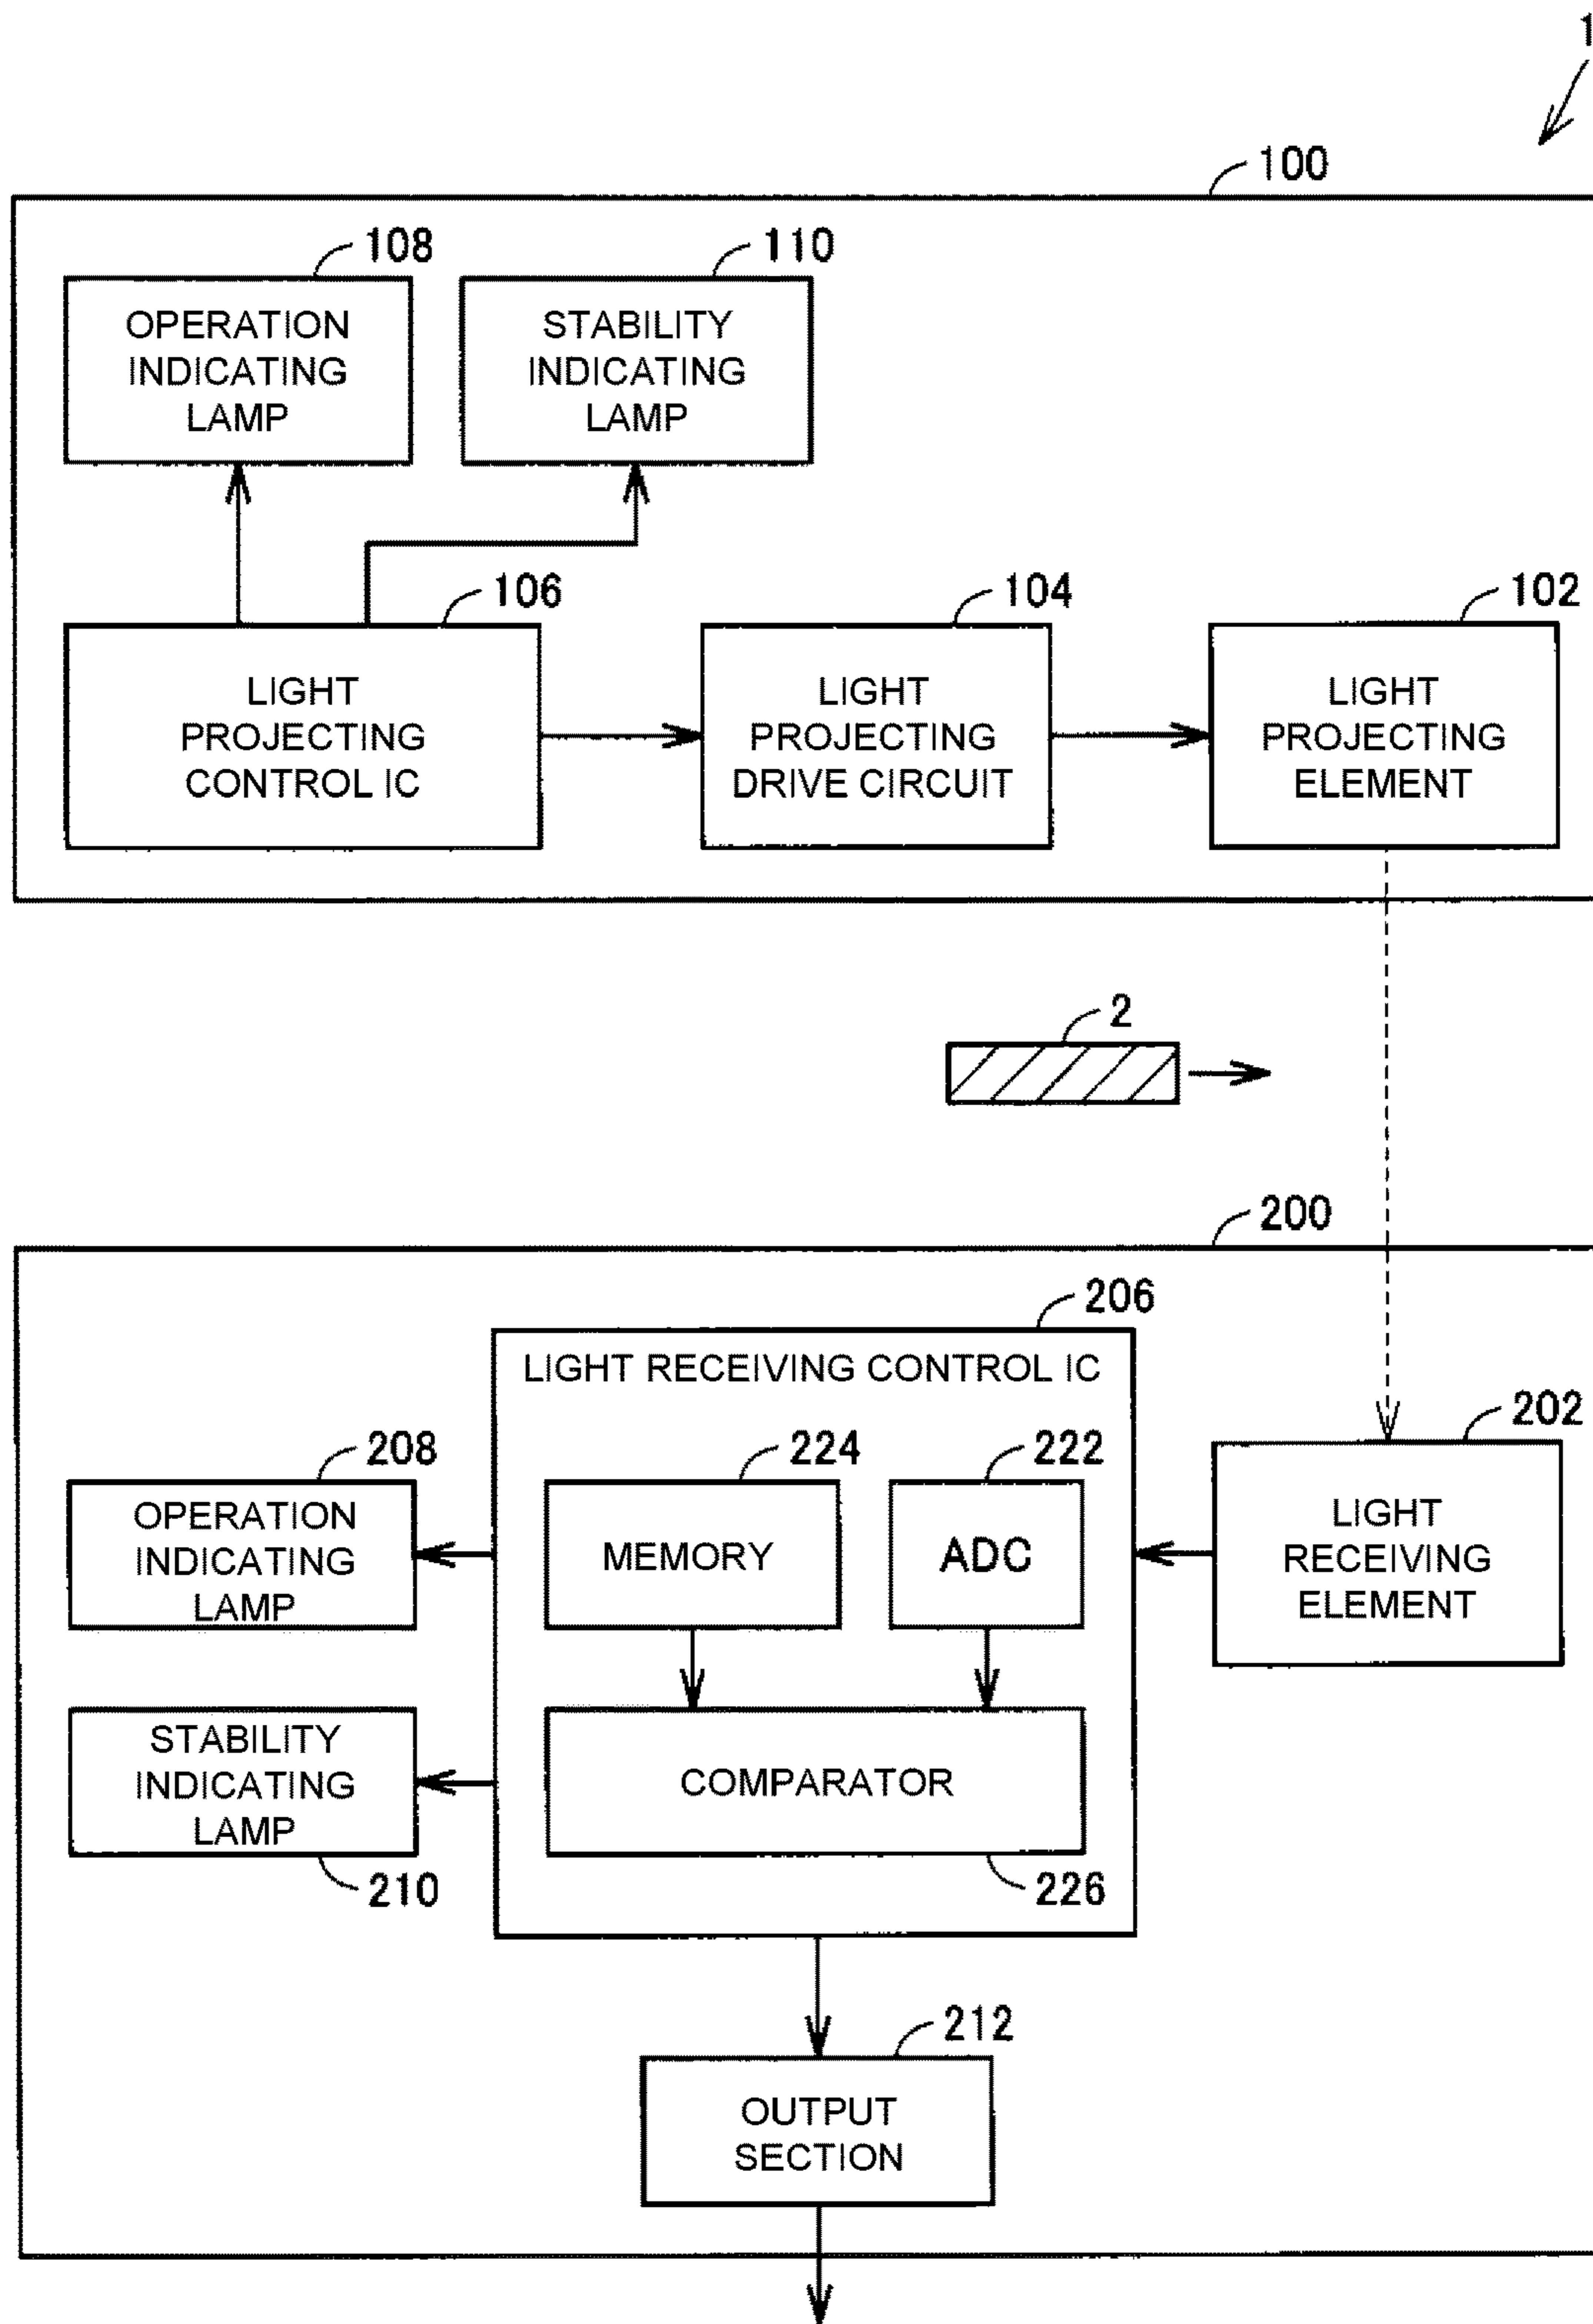 1
100
108
110
OPERATION
INDICATING
LAMP
STABILITY
INDICATING
LAMP
106
104
102
LIGHT
PROJECTING
CONTROL IC
LIGHT
PROJECTING
DRIVE CIRCUIT
LIGHT
PROJECTING
ELEMENT
2
200
206
LIGHT RECEIVING CONTROL IC
208
224
222
202
OPERATION
INDICATING
LAMP
MEMORY
ADC
LIGHT
RECEIVING
ELEMENT
STABILITY
INDICATING
LAMP
COMPARATOR
210
226
212
OUTPUT
SECTION